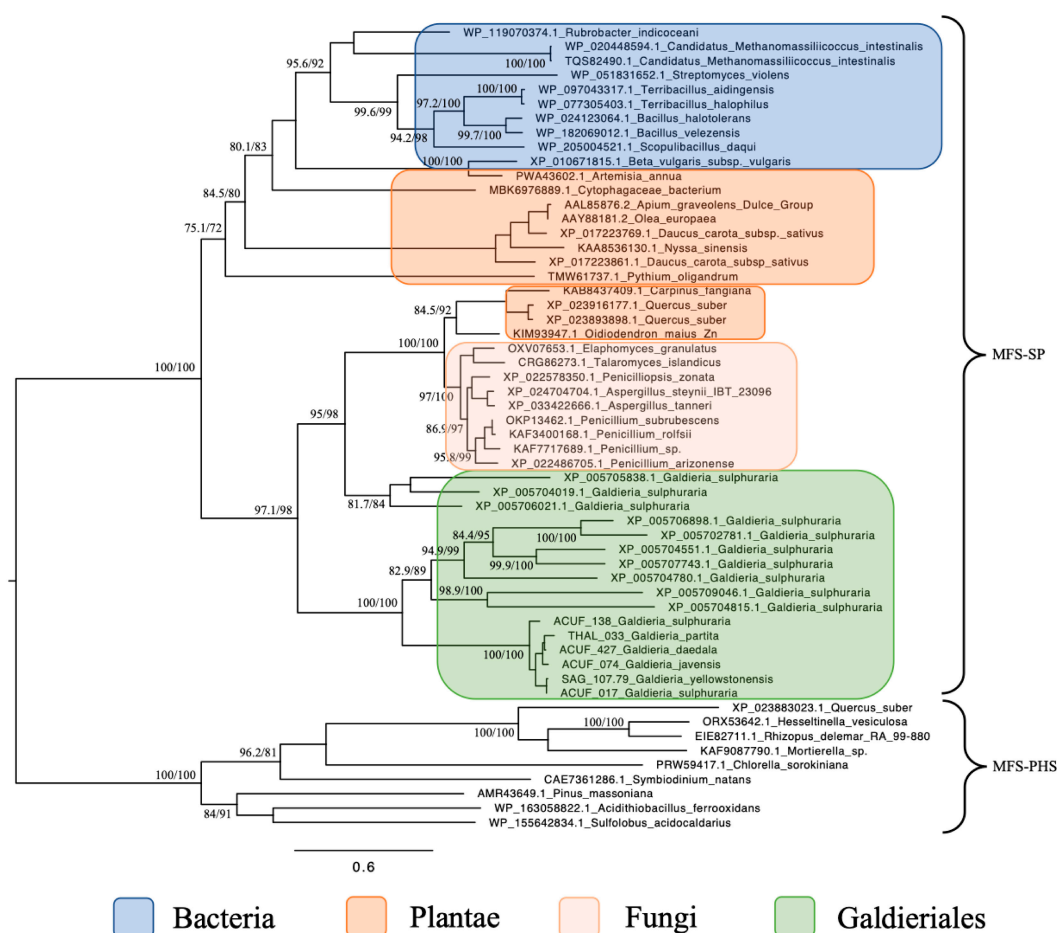 WP_119070374.1_Rubrobacter_indicoceani
WP_020448594.1_Candidatus_Methanomassiliicoccus_intestinalis
95.6/92
100/100
TQS82490.1_Candidatus_Methanomassiliicoccus_intestinalis
WP_051831652.1_Streptomyces_violens
100/100
WP_097043317.1_Terribacillus_aidingensis
97.2/100
WP_077305403.1_Terribacillus_halophilus
99.6/99
WP_024123064.1_Bacillus_halotolerans
94.2/98
99.7/100
WP_182069012.1_Bacillus_velezensis
WP_205004521.1_Scopulibacillus_daqui
80.1/83
100/100
XP_010671815.1_Beta_vulgaris_subsp._vulgaris
PWA43602.1_Artemisia_annua
MBK6976889.1_Cytophagaceae_bacterium
84.5/80
AAL85876.2_Apium_graveolens_Dulce_Group
AAY88181.2_Olea_europaea
75.1/72
XP_017223769.1_Daucus_carota_subsp._sativus
KAA8536130.1_Nyssa_sinensis
XP_017223861.1_Daucus_carota_subsp_sativus
TMW61737.1_Pythium_oligandrum
KAB8437409.1_Carpinus_fangiana
84.5/92
XP_023916177.1_Quercus_suber
XP_023893898.1_Quercus_suber
KIM93947.1_Oidiodendron_maius_Zn
100/100
OXV07653.1_Elaphomyces_granulatus
MFS-SP
100/100
CRG86273.1_Talaromyces_islandicus
XP_022578350.1_Penicilliopsis_zonata
97/100
XP_024704704.1_Aspergillus_steynii_IBT_23096
XP_033422666.1_Aspergillus_tanneri
95/98
OKP13462.1_Penicillium_subrubescens
86.9/97
KAF3400168.1_Penicillium_rolfsii
KAF7717689.1_Penicillium_sp.
95.8/99
XP_022486705.1_Penicillium_arizonense
XP_005705838.1_Galdieria_sulphuraria
XP_005704019.1_Galdieria_sulphuraria
81.7/84
XP_005706021.1_Galdieria_sulphuraria
97.1/98
XP_005706898.1_Galdieria_sulphuraria
84.4/95
100/100
XP_005702781.1_Galdieria_sulphuraria
94.9/99
XP_005704551.1_Galdieria_sulphuraria
99.9/100
XP_005707743.1_Galdieria_sulphuraria
82.9/89
XP_005704780.1_Galdieria_sulphuraria
98.9/100
XP_005709046.1_Galdieria_sulphuraria
100/100
XP_005704815.1_Galdieria_sulphuraria
ACUF_138_Galdieria_sulphuraria
THAL_033_Galdieria_partita
100/100
ACUF_427_Galdieria_daedala
ACUF_074_Galdieria_javensis
SAG_107.79_Galdieria_yellowstonensis
ACUF_017_Galdieria_sulphuraria
XP_023883023.1_Quercus_suber
100/100
ORX53642.1_Hesseltinella_vesiculosa
100/100
EIE82711.1_Rhizopus_delemar_RA_99-880
96.2/81
KAF9087790.1_Mortierella_sp.
PRW59417.1_Chlorella_sorokiniana
MFS-PHS
100/100
CAE7361286.1_Symbiodinium_natans
AMR43649.1_Pinus_massoniana
84/91
WP_163058822.1_Acidithiobacillus_ferrooxidans
WP_155642834.1_Sulfolobus_acidocaldarius
0.6
Bacteria
Plantae
Fungi
Galdieriales